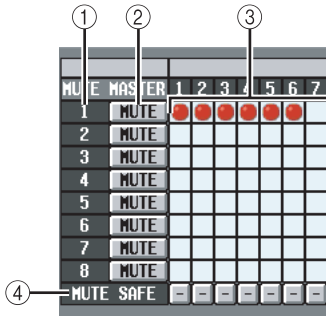 ① ② ③
MUTE MASTER 1 2 3 4 5 6 7
1 MUTE
2 MUTE
3 MUTE
4 MUTE
5 MUTE
6 MUTE
7 MUTE
8 MUTE
④ MUTE SAFE - - - - - - -